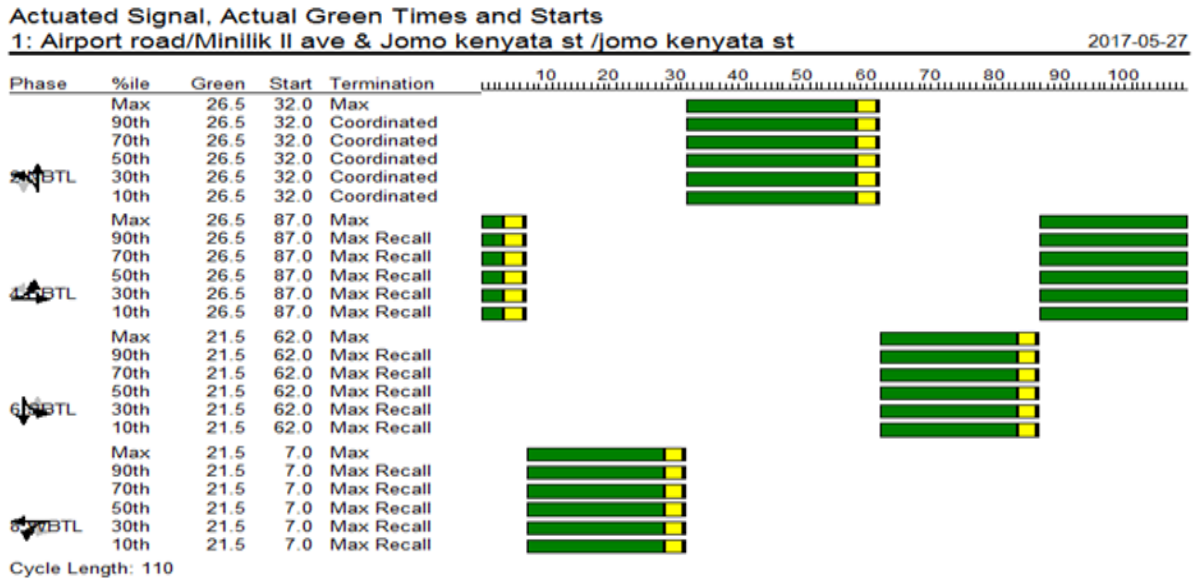 Actuated Signal, Actual Green Times and Starts
1: Airport road/Minilik II ave & Jomo kenyata st /jomo kenyata st 2017-05-27
Phase %ile Green Start Termination 10 20 30 40 50 60 70 80 90 100
Max 26.5 32.0 Max
90th 26.5 32.0 Coordinated
70th 26.5 32.0 Coordinated
50th 26.5 32.0 Coordinated
BTL 30th 26.5 32.0 Coordinated
10th 26.5 32.0 Coordinated
Max 26.5 87.0 Max
90th 26.5 87.0 Max Recall
70th 26.5 87.0 Max Recall
50th 26.5 87.0 Max Recall
BTL 30th 26.5 87.0 Max Recall
10th 26.5 87.0 Max Recall
Max 21.5 62.0 Max
90th 21.5 62.0 Max Recall
70th 21.5 62.0 Max Recall
50th 21.5 62.0 Max Recall
BTL 30th 21.5 62.0 Max Recall
10th 21.5 62.0 Max Recall
Max 21.5 7.0 Max
90th 21.5 7.0 Max Recall
70th 21.5 7.0 Max Recall
50th 21.5 7.0 Max Recall
BTL 30th 21.5 7.0 Max Recall
10th 21.5 7.0 Max Recall
Cycle Length: 110